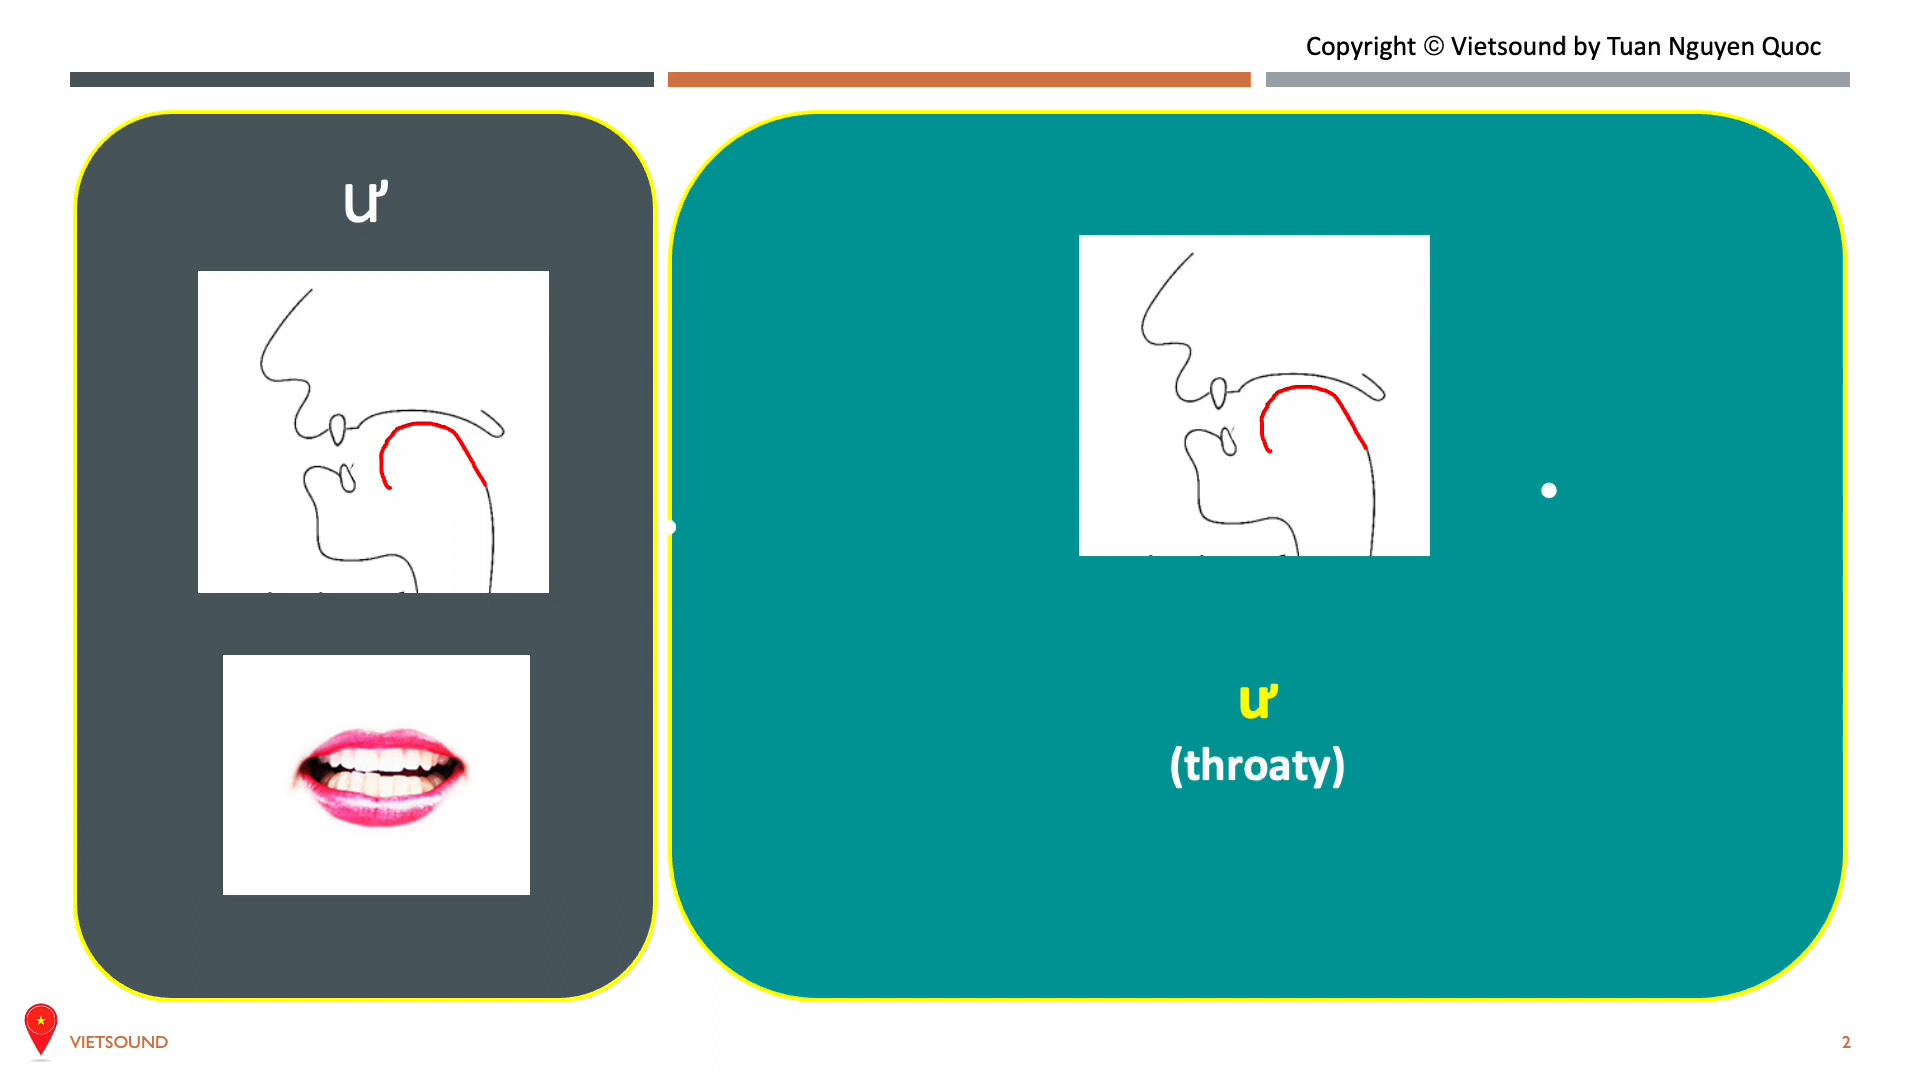 Copyright © Vietsound by Tuan Nguyen Quoc
ư
ư
(throaty)
VIETSOUND
2